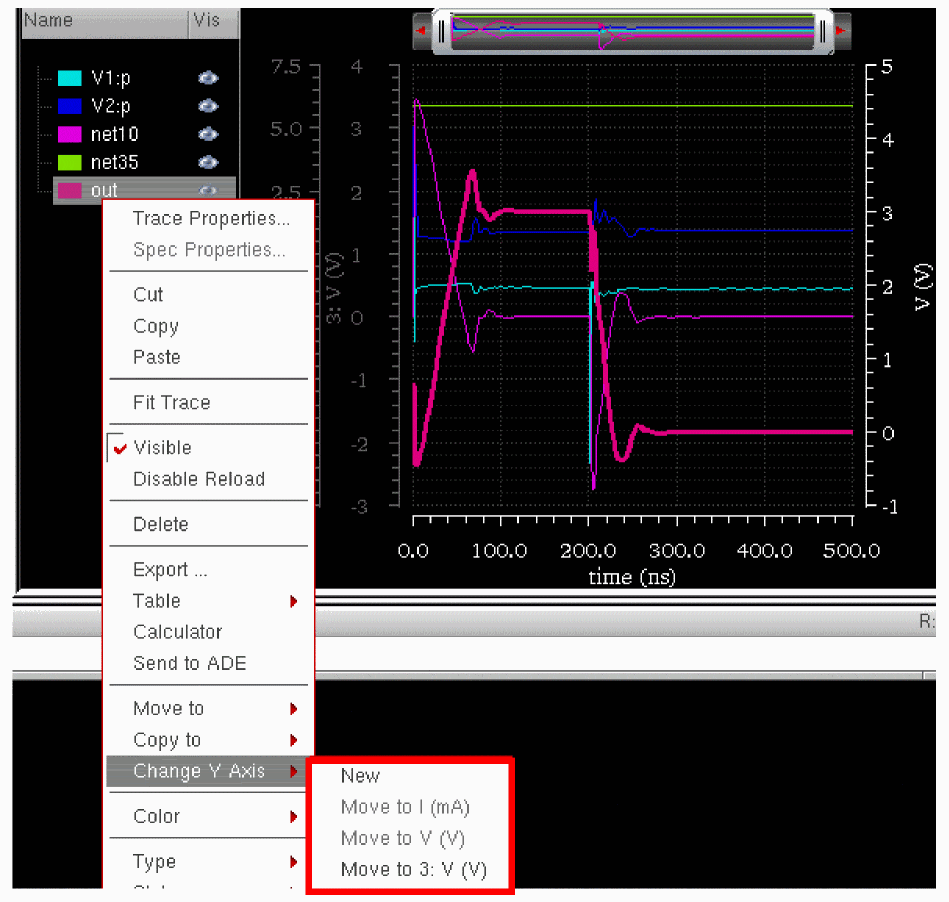 Name Vis
V1:p
V2:p
net10
net35
out
7.5 4 5
5.0 3 4
2.5 2 3
1
0 2
-1 1
-2 0
-3 -1
3: V (V)
V (V)
0.0 100.0 200.0 300.0 400.0 500.0
time (ns)
R:
Trace Properties...
Spec Properties...
Cut
Copy
Paste
Fit Trace
Visible
Disable Reload
Delete
Export ...
Table
Calculator
Send to ADE
Move to
Copy to
Change Y Axis
Color
Type
New
Move to I (mA)
Move to V (V)
Move to 3: V (V)